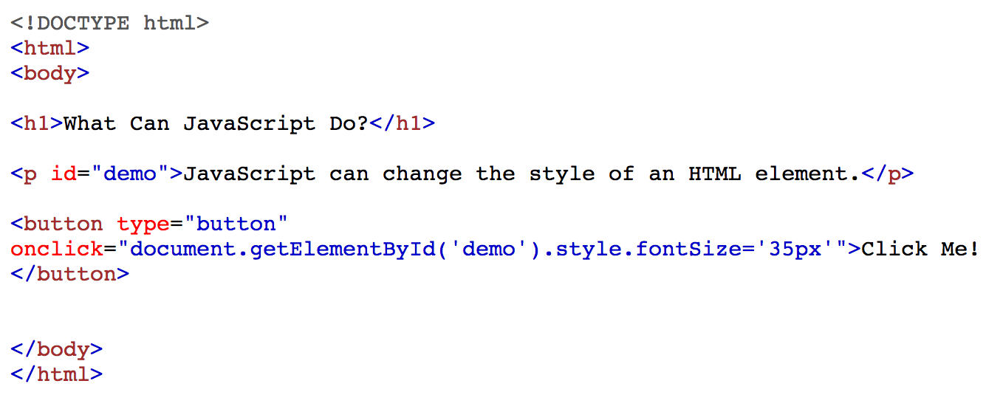 <!DOCTYPE html>
<html>
<body>
<h1>What Can JavaScript Do?</h1>
<p id="demo">JavaScript can change the style of an HTML element.</p>
<button type="button"
onclick="document.getElementById('demo').style.fontSize='35px'">Click Me!
</button>
</body>
</html>